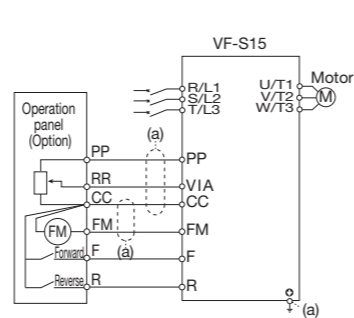 VF-S15
R/L1
S/L2
T/L3
U/T1
V/T2
W/T3
Motor
M
Operation
panel
(Option)
(a)
PP
PP
RR
VIA
CC
CC
FM
FM
FM
(a)
Forward
F
F
Reverse
R
R
(a)